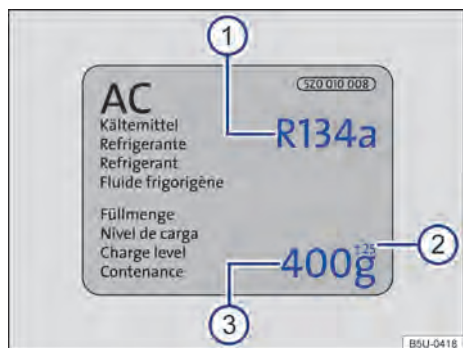 1
5Z0 010 008
AC
R134a
Kältemittel
Refrigerante
Refrigerant
Fluide frigorigène
Füllmenge
Nivel de carga
Charge level
Contenance
400g ±25
2
3
B5U-0418